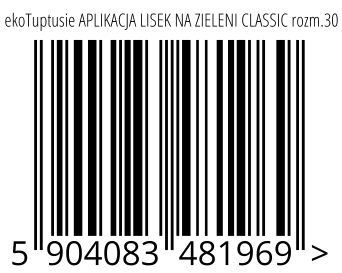 ekoTuptusie APLIKACJA LISEK NA ZIELENI CLASSIC rozm.30
5 904083 481969 >